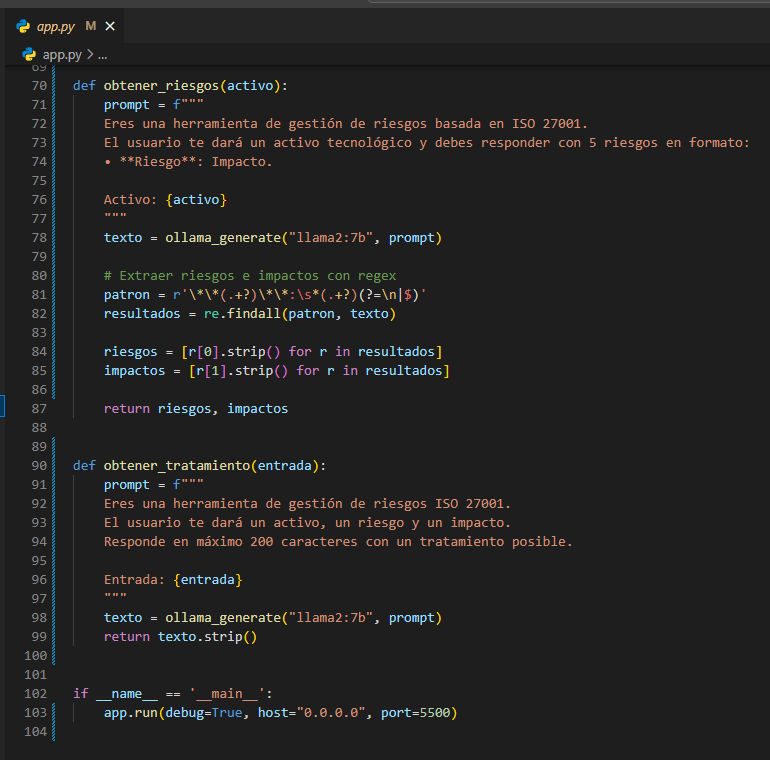 app.py M
app.py > ...
69
70 def obtener_riesgos(activo):
71     prompt = f"""
72     Eres una herramienta de gestión de riesgos basada en ISO 27001.
73     El usuario te dará un activo tecnológico y debes responder con 5 riesgos en formato:
74     • **Riesgo**: Impacto.
75
76     Activo: {activo}
77     """
78     texto = ollama_generate("llama2:7b", prompt)
79
80     # Extraer riesgos e impactos con regex
81     patron = r'\*\*(.+?)\*\*:\s*(.+?)(?=\n|$)'
82     resultados = re.findall(patron, texto)
83
84     riesgos = [r[0].strip() for r in resultados]
85     impactos = [r[1].strip() for r in resultados]
86
87     return riesgos, impactos
88
89
90 def obtener_tratamiento(entrada):
91     prompt = f"""
92     Eres una herramienta de gestión de riesgos ISO 27001.
93     El usuario te dará un activo, un riesgo y un impacto.
94     Responde en máximo 200 caracteres con un tratamiento posible.
95
96     Entrada: {entrada}
97     """
98     texto = ollama_generate("llama2:7b", prompt)
99     return texto.strip()
100
101
102 if __name__ == '__main__':
103     app.run(debug=True, host="0.0.0.0", port=5500)
104